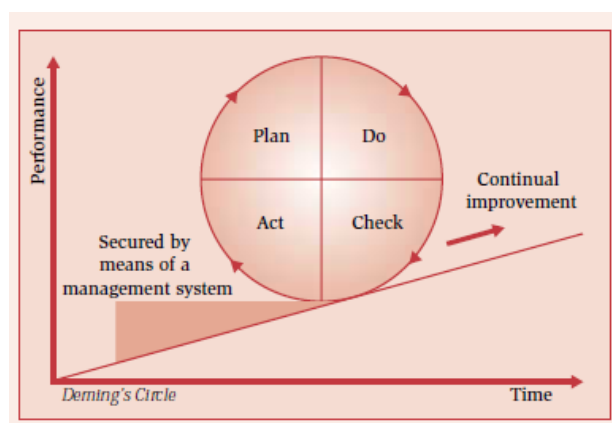 Performance
Plan
Do
Act
Check
Continual
improvement
Secured by
means of a
management system
Deming's Circle
Time